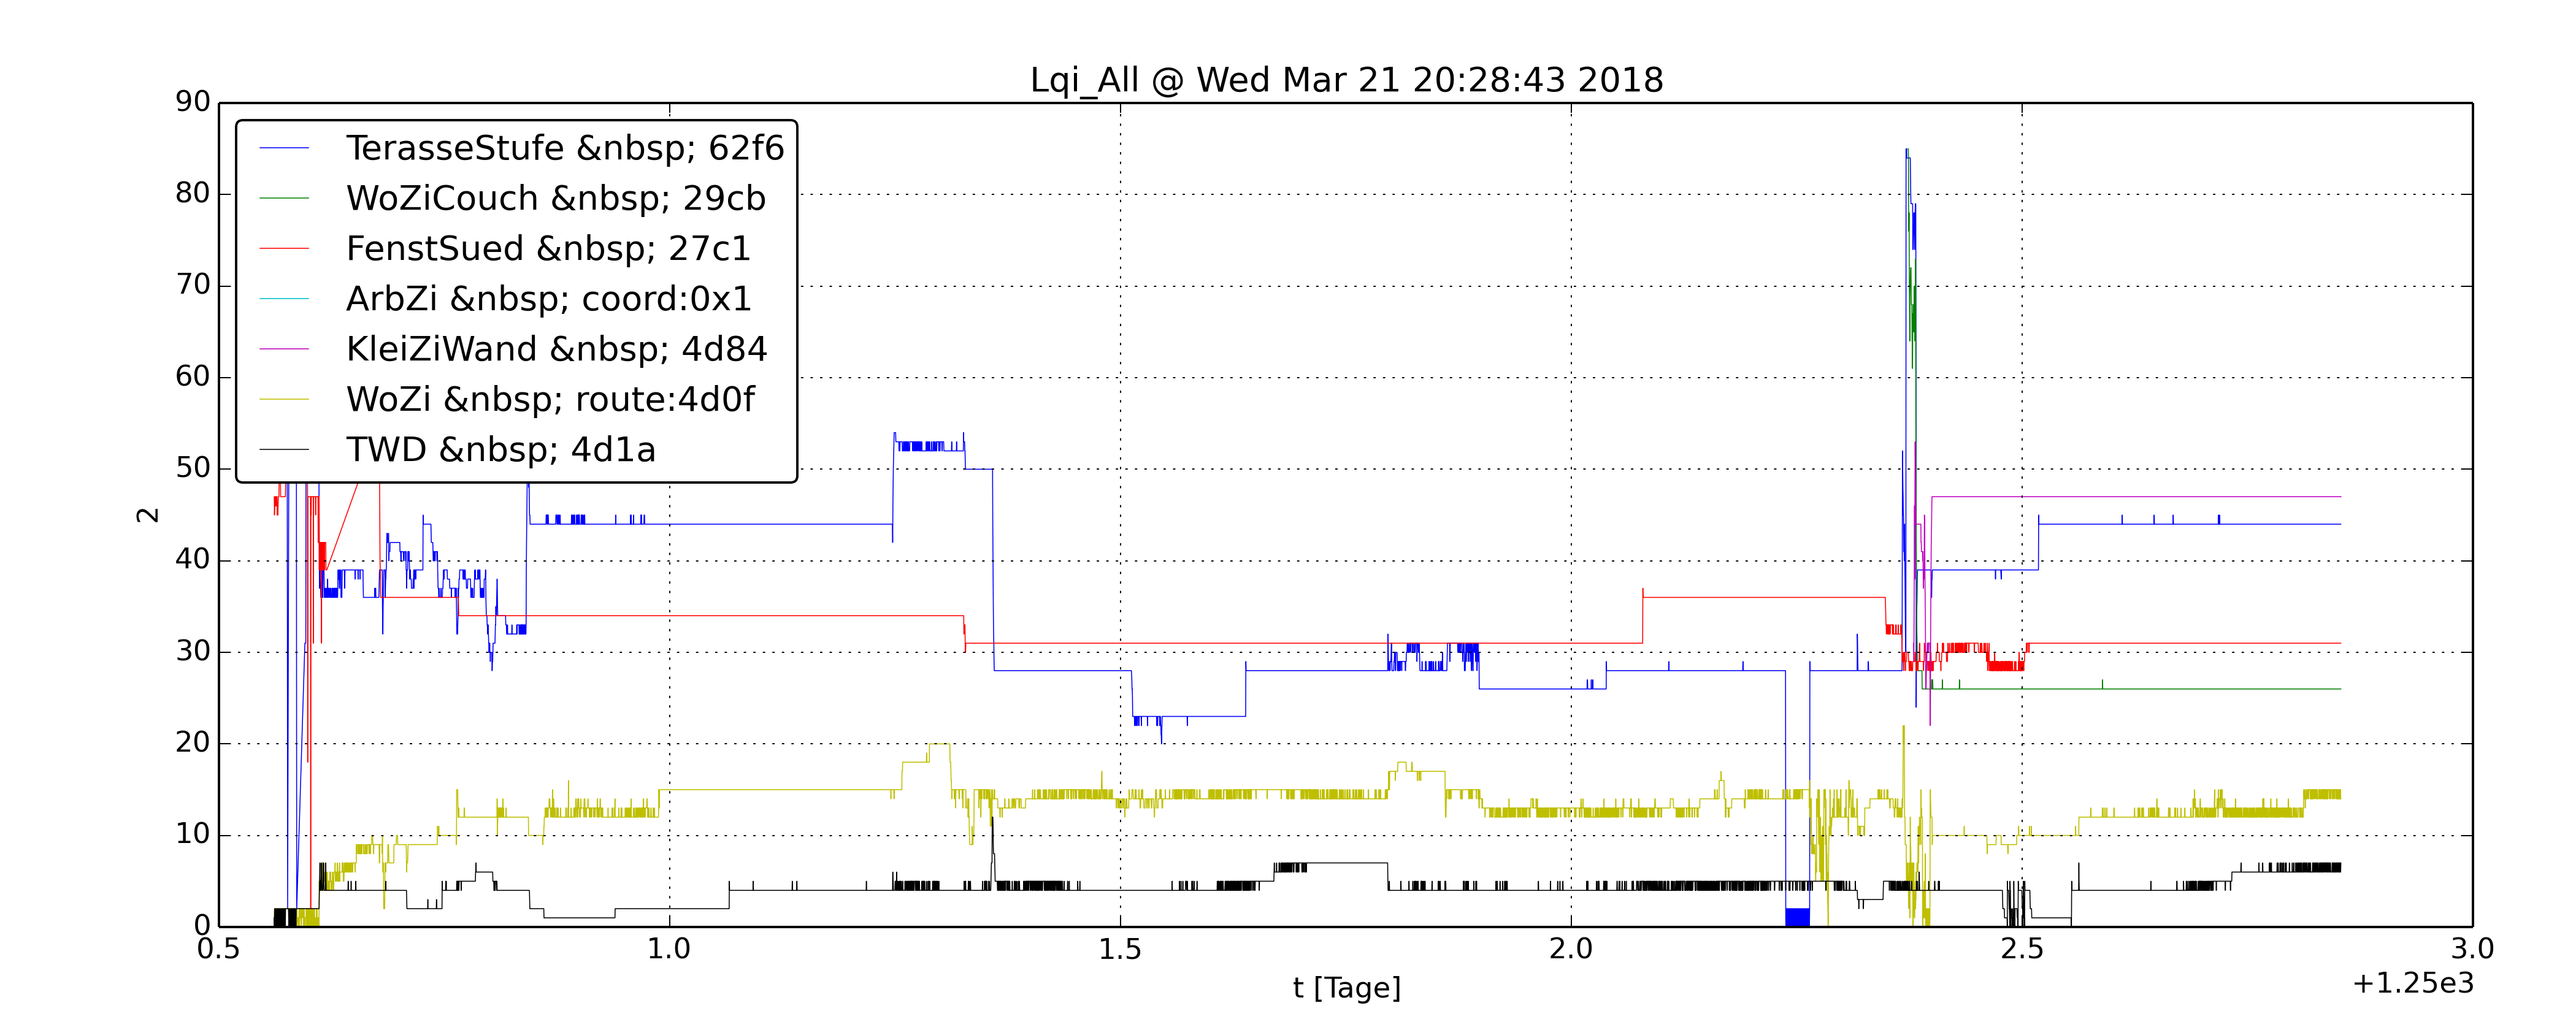 Lqi_All @ Wed Mar 21 20:28:43 2018
90
80
70
60
50
40
30
20
10
0
2
TerasseStufe &nbsp; 62f6
WoZiCouch &nbsp; 29cb
FenstSued &nbsp; 27c1
ArbZi &nbsp; coord:0x1
KleiZiWand &nbsp; 4d84
WoZi &nbsp; route:4d0f
TWD &nbsp; 4d1a
0.5 1.0 1.5 2.0 2.5 3.0
t [Tage]
+1.25e3